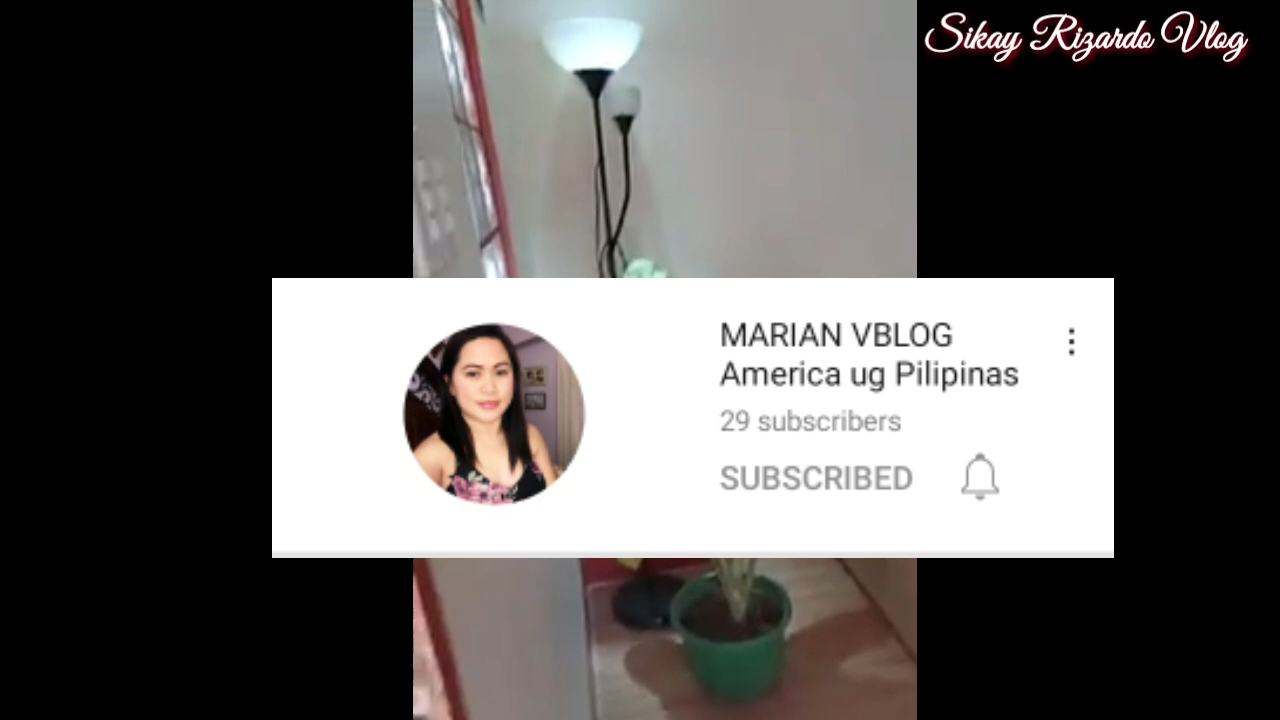 Sikay Rizardo Vlog
MARIAN VBLOG
America ug Pilipinas
29 subscribers
SUBSCRIBED